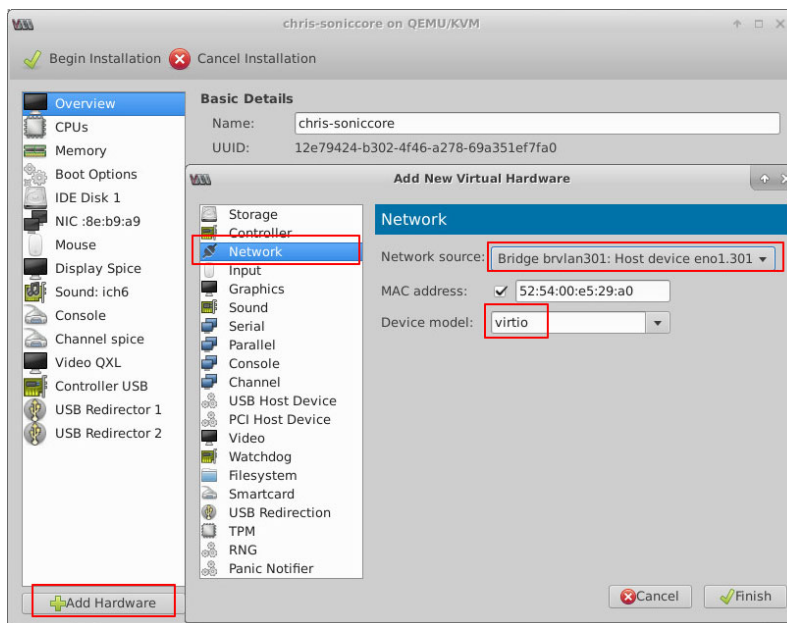 chris-soniccore on QEMU/KVM
Begin Installation Cancel Installation
Overview
CPUs
Memory
Boot Options
IDE Disk 1
NIC :8e:b9:a9
Mouse
Display Spice
Sound: ich6
Console
Channel spice
Video QXL
Controller USB
USB Redirector 1
USB Redirector 2
Add Hardware
Basic Details
Name: chris-soniccore
UUID: 12e79424-b302-4f46-a278-69a351ef7fa0
Add New Virtual Hardware
Storage
Controller
Network
Input
Graphics
Sound
Serial
Parallel
Console
Channel
USB Host Device
PCI Host Device
Video
Watchdog
Filesystem
Smartcard
USB Redirection
TPM
RNG
Panic Notifier
Network
Network source: Bridge brvlan301: Host device eno1.301
MAC address: 52:54:00:e5:29:a0
Device model: virtio
Cancel Finish